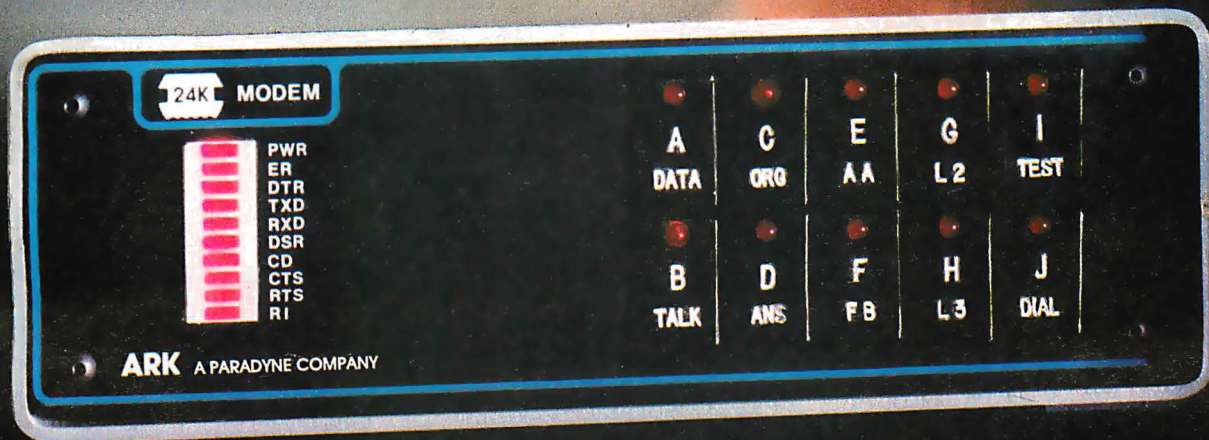 24K MODEM
PWR
ER
DTR
TXD
RXD
DSR
CD
CTS
RTS
RI
ARK A PARADYNE COMPANY
A C E G I
DATA ORG AA L2 TEST
B D F H J
TALK ANS FB L3 DIAL